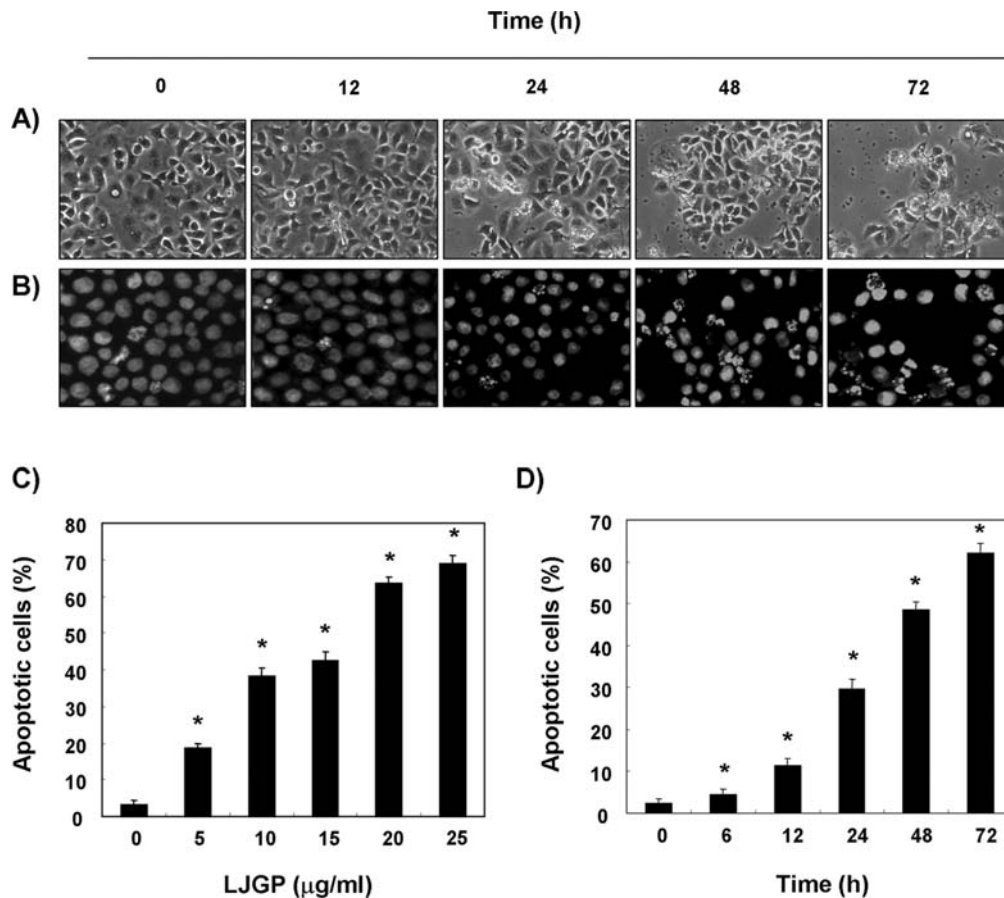 Time (h)
0 12 24 48 72
A)
B)
C)
80
70
60
50
40
30
20
10
0
Apoptotic cells (%)
* * * * *
0 5 10 15 20 25
LJGP (μg/ml)
D)
70
60
50
40
30
20
10
0
Apoptotic cells (%)
* * * * *
0 6 12 24 48 72
Time (h)